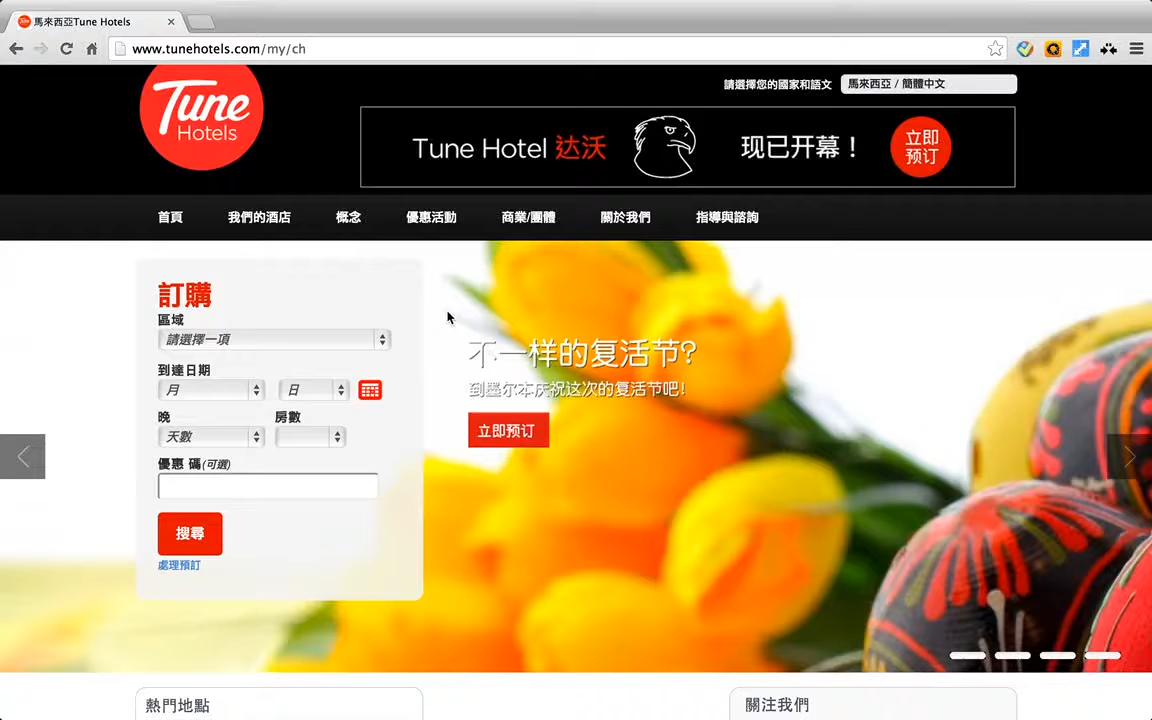 馬來西亞Tune Hotels
www.tunehotels.com/my/ch
Tune
Hotels
請選擇您的國家和語文
馬來西亞 / 簡體中文
Tune Hotel 达沃
现已开幕！
立即
预订
首頁
我們的酒店
概念
優惠活動
商業/團體
關於我們
指導與諮詢
訂購
區域
請選擇一項
到達日期
月
日
晚
房數
天數
優惠 碼(可選)
搜尋
處理預訂
不一样的复活节?
到墨尔本庆祝这次的复活节吧!
立即预订
熱門地點
關注我們